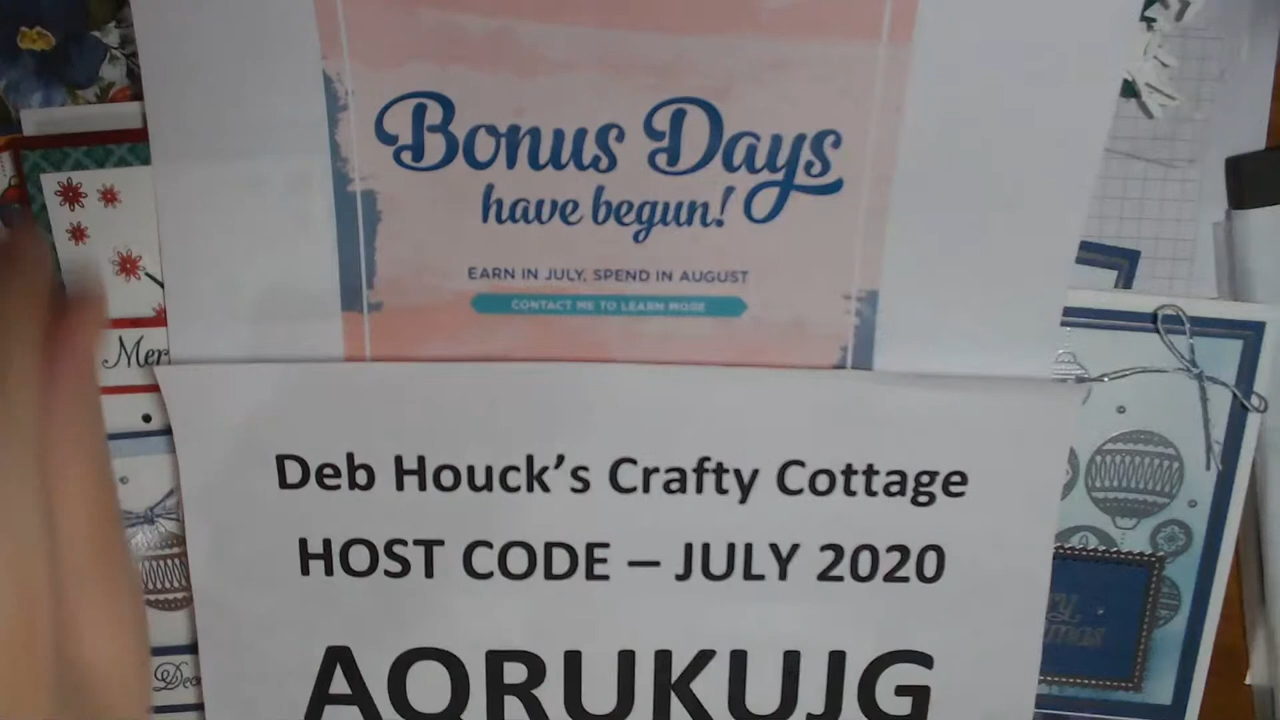 Bonus Days
have begun!
EARN IN JULY, SPEND IN AUGUST
CONTACT ME TO LEARN MORE
Mer
Deb Houck's Crafty Cottage
HOST CODE – JULY 2020
AQRUKUJG